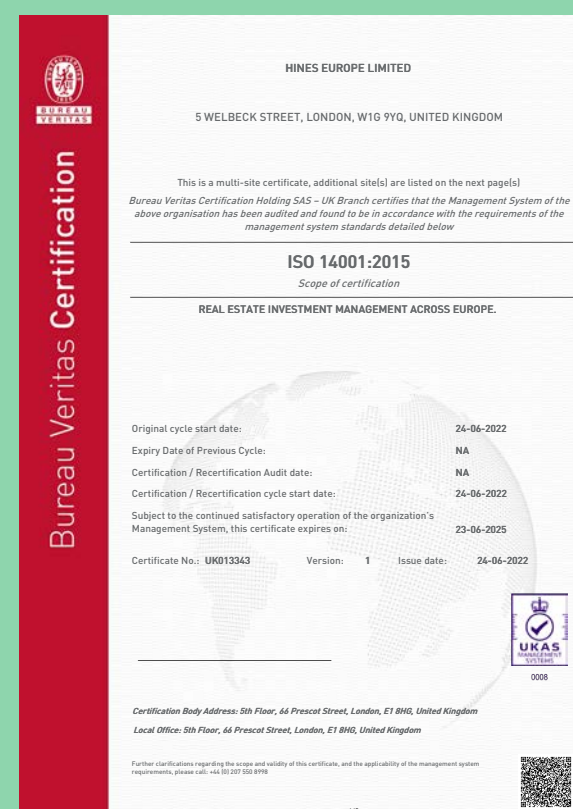 BUREAU
VERITAS
Bureau Veritas Certification
HINES EUROPE LIMITED
5 WELBECK STREET, LONDON, W1G 9YQ, UNITED KINGDOM
This is a multi-site certificate, additional site(s) are listed on the next page(s)
Bureau Veritas Certification Holding SAS – UK Branch certifies that the Management System of the
above organisation has been audited and found to be in accordance with the requirements of the
management system standards detailed below
ISO 14001:2015
Scope of certification
REAL ESTATE INVESTMENT MANAGEMENT ACROSS EUROPE.
Original cycle start date: 24-06-2022
Expiry Date of Previous Cycle: NA
Certification / Recertification Audit date: NA
Certification / Recertification cycle start date: 24-06-2022
Subject to the continued satisfactory operation of the organization's
Management System, this certificate expires on: 23-06-2025
Certificate No.: UK013343 Version: 1 Issue date: 24-06-2022
UKAS
MANAGEMENT
SYSTEMS
0008
Certification Body Address: 5th Floor, 66 Prescot Street, London, E1 8HG, United Kingdom
Local Office: 5th Floor, 66 Prescot Street, London, E1 8HG, United Kingdom
Further clarifications regarding the scope and validity of this certificate, and the applicability of the management system
requirements, please call: +44 (0) 207 550 8998